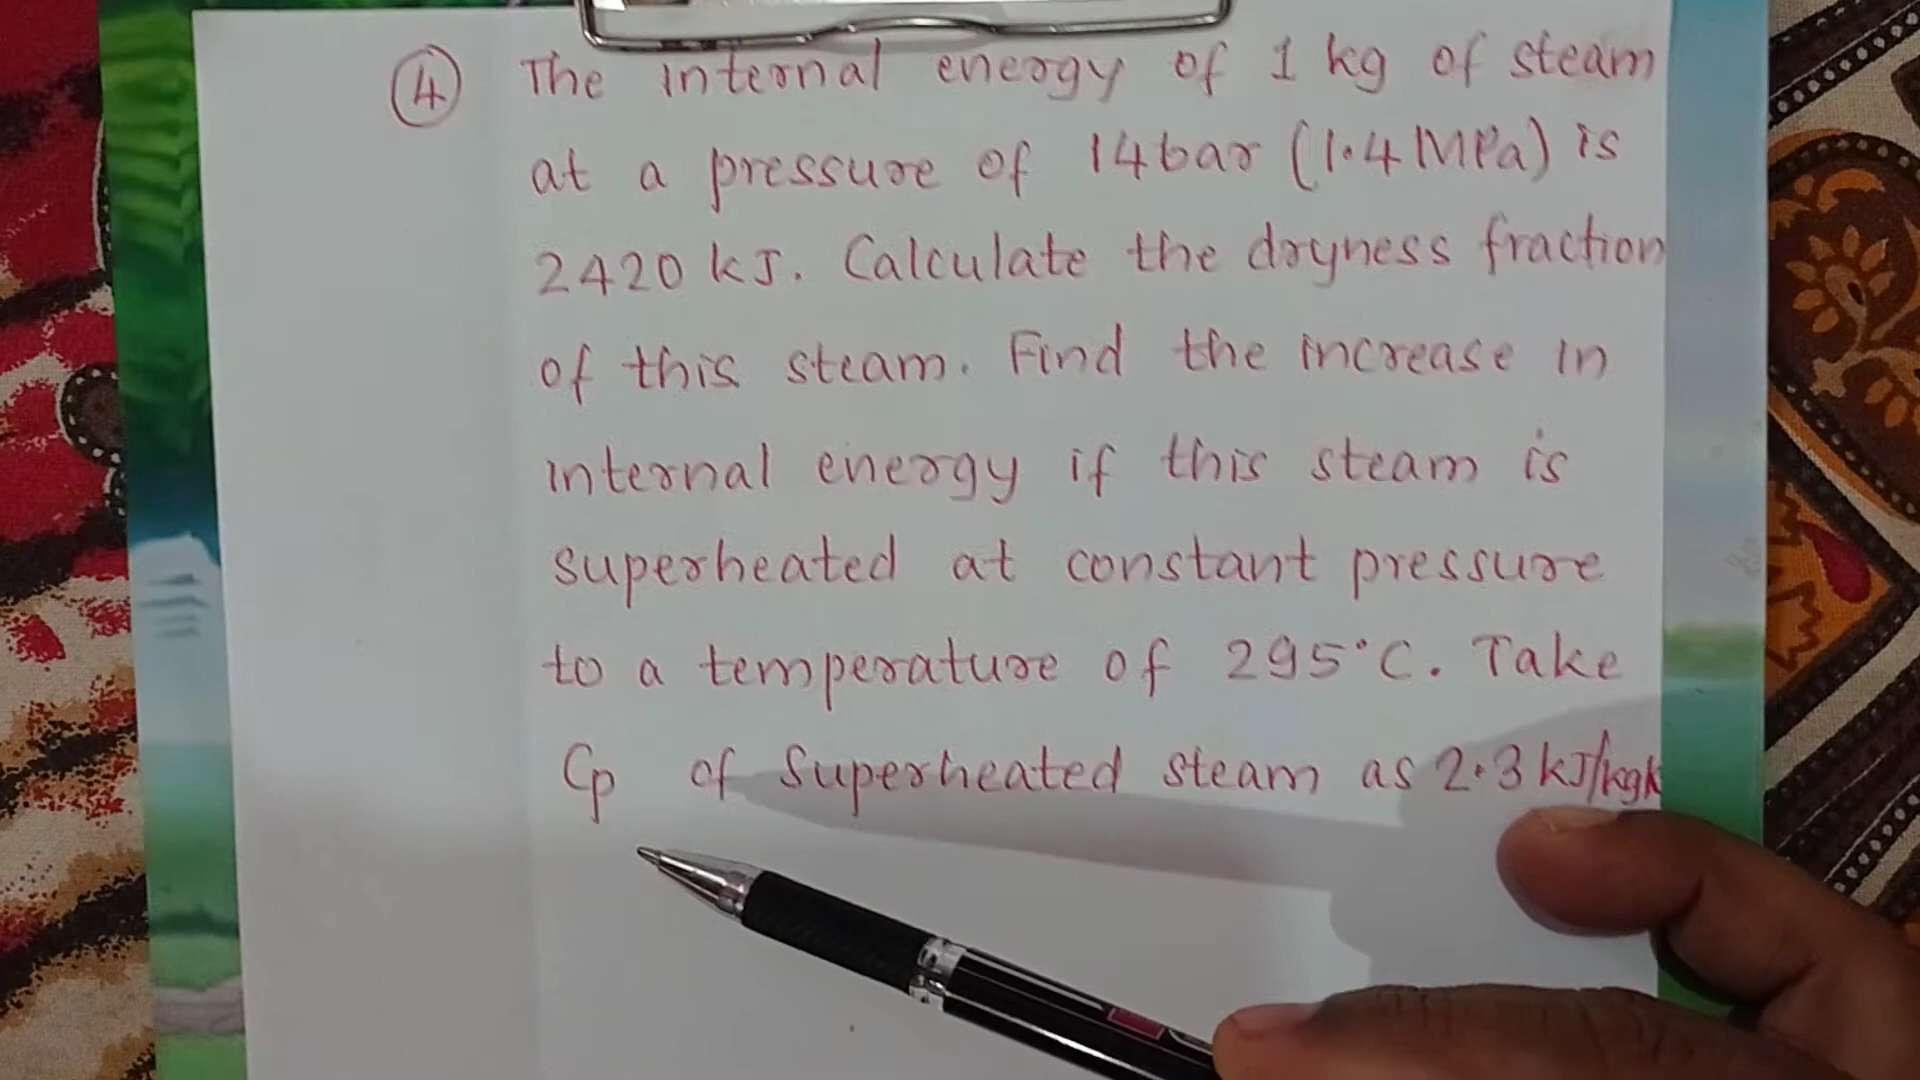 4 The internal energy of 1 kg of steam
at a pressure of 14bar (1.4 MPa) is
2420 kJ. Calculate the dryness fraction
of this steam. Find the increase in
internal energy if this steam is
superheated at constant pressure
to a temperature of 295°C. Take
Cp of superheated steam as 2.3 kJ/kgK